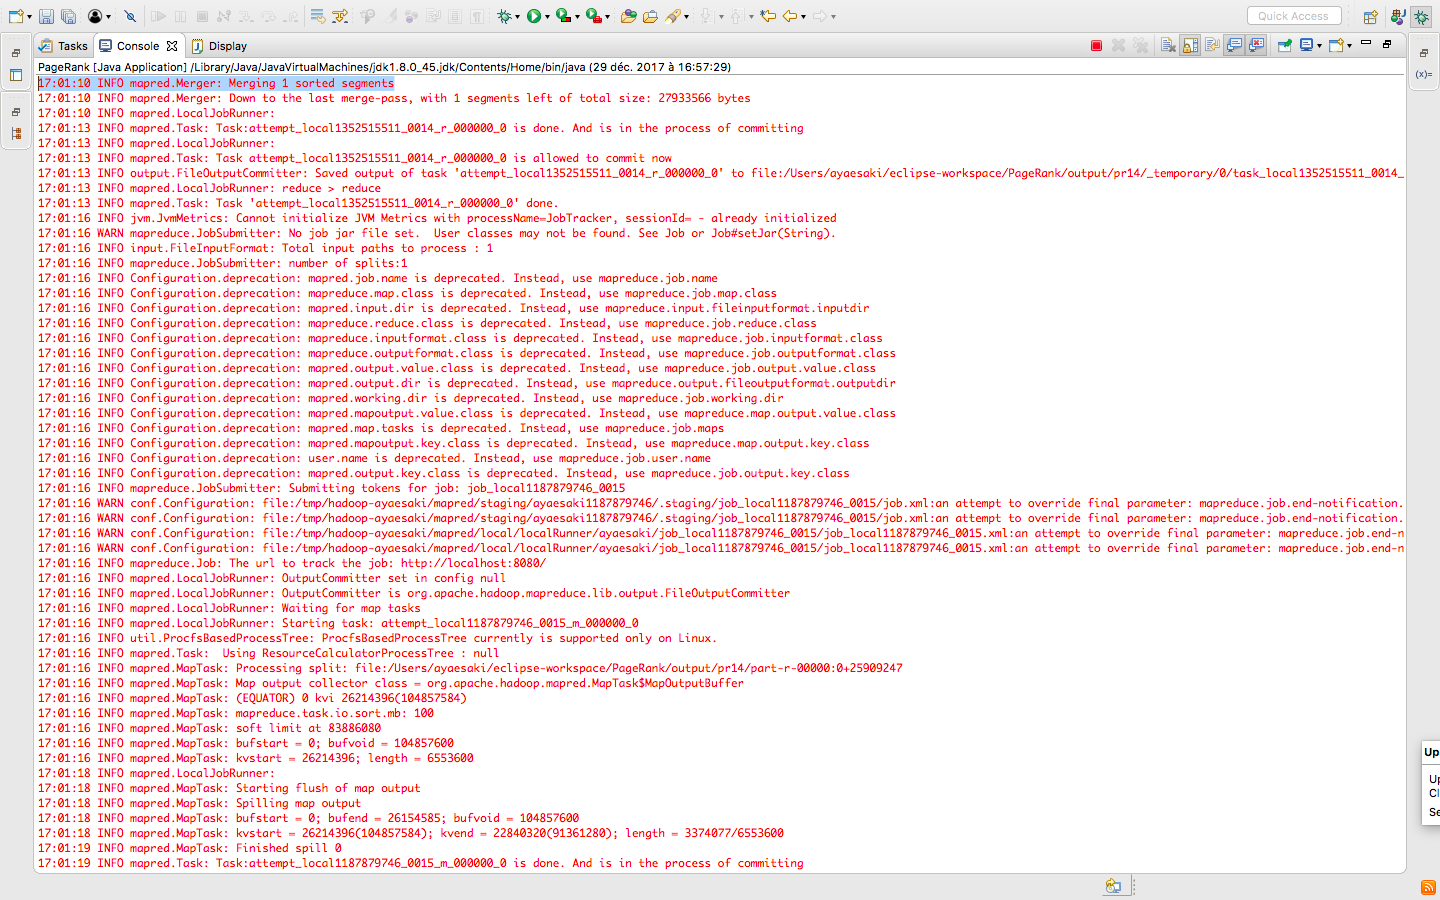 Quick Access
Tasks
Console
Display
PageRank [Java Application] /Library/Java/JavaVirtualMachines/jdk1.8.0_45.jdk/Contents/Home/bin/java (29 déc. 2017 à 16:57:29)
17:01:10 INFO mapred.Merger: Merging 1 sorted segments
17:01:10 INFO mapred.Merger: Down to the last merge-pass, with 1 segments left of total size: 27933566 bytes
17:01:10 INFO mapred.LocalJobRunner:
17:01:13 INFO mapred.Task: Task:attempt_local1352515511_0014_r_000000_0 is done. And is in the process of committing
17:01:13 INFO mapred.LocalJobRunner:
17:01:13 INFO mapred.Task: Task attempt_local1352515511_0014_r_000000_0 is allowed to commit now
17:01:13 INFO output.FileOutputCommitter: Saved output of task 'attempt_local1352515511_0014_r_000000_0' to file:/Users/ayaesaki/eclipse-workspace/PageRank/output/pr14/_temporary/0/task_local1352515511_0014_
17:01:13 INFO mapred.LocalJobRunner: reduce > reduce
17:01:13 INFO mapred.Task: Task 'attempt_local1352515511_0014_r_000000_0' done.
17:01:16 INFO jvm.JvmMetrics: Cannot initialize JVM Metrics with processName=JobTracker, sessionId= - already initialized
17:01:16 WARN mapreduce.JobSubmitter: No job jar file set.  User classes may not be found. See Job or Job#setJar(String).
17:01:16 INFO input.FileInputFormat: Total input paths to process : 1
17:01:16 INFO mapreduce.JobSubmitter: number of splits:1
17:01:16 INFO Configuration.deprecation: mapred.job.name is deprecated. Instead, use mapreduce.job.name
17:01:16 INFO Configuration.deprecation: mapreduce.map.class is deprecated. Instead, use mapreduce.job.map.class
17:01:16 INFO Configuration.deprecation: mapred.input.dir is deprecated. Instead, use mapreduce.input.fileinputformat.inputdir
17:01:16 INFO Configuration.deprecation: mapreduce.reduce.class is deprecated. Instead, use mapreduce.job.reduce.class
17:01:16 INFO Configuration.deprecation: mapreduce.inputformat.class is deprecated. Instead, use mapreduce.job.inputformat.class
17:01:16 INFO Configuration.deprecation: mapreduce.outputformat.class is deprecated. Instead, use mapreduce.job.outputformat.class
17:01:16 INFO Configuration.deprecation: mapred.output.value.class is deprecated. Instead, use mapreduce.job.output.value.class
17:01:16 INFO Configuration.deprecation: mapred.output.dir is deprecated. Instead, use mapreduce.output.fileoutputformat.outputdir
17:01:16 INFO Configuration.deprecation: mapred.working.dir is deprecated. Instead, use mapreduce.job.working.dir
17:01:16 INFO Configuration.deprecation: mapred.mapoutput.value.class is deprecated. Instead, use mapreduce.map.output.value.class
17:01:16 INFO Configuration.deprecation: mapred.map.tasks is deprecated. Instead, use mapreduce.job.maps
17:01:16 INFO Configuration.deprecation: mapred.mapoutput.key.class is deprecated. Instead, use mapreduce.map.output.key.class
17:01:16 INFO Configuration.deprecation: user.name is deprecated. Instead, use mapreduce.job.user.name
17:01:16 INFO Configuration.deprecation: mapred.output.key.class is deprecated. Instead, use mapreduce.job.output.key.class
17:01:16 INFO mapreduce.JobSubmitter: Submitting tokens for job: job_local1187879746_0015
17:01:16 WARN conf.Configuration: file:/tmp/hadoop-ayaesaki/mapred/staging/ayaesaki1187879746/.staging/job_local1187879746_0015/job.xml:an attempt to override final parameter: mapreduce.job.end-notification.
17:01:16 WARN conf.Configuration: file:/tmp/hadoop-ayaesaki/mapred/staging/ayaesaki1187879746/.staging/job_local1187879746_0015/job.xml:an attempt to override final parameter: mapreduce.job.end-notification.
17:01:16 WARN conf.Configuration: file:/tmp/hadoop-ayaesaki/mapred/local/localRunner/ayaesaki/job_local1187879746_0015/job_local1187879746_0015.xml:an attempt to override final parameter: mapreduce.job.end-n
17:01:16 WARN conf.Configuration: file:/tmp/hadoop-ayaesaki/mapred/local/localRunner/ayaesaki/job_local1187879746_0015/job_local1187879746_0015.xml:an attempt to override final parameter: mapreduce.job.end-n
17:01:16 INFO mapreduce.Job: The url to track the job: http://localhost:8080/
17:01:16 INFO mapred.LocalJobRunner: OutputCommitter set in config null
17:01:16 INFO mapred.LocalJobRunner: OutputCommitter is org.apache.hadoop.mapreduce.lib.output.FileOutputCommitter
17:01:16 INFO mapred.LocalJobRunner: Waiting for map tasks
17:01:16 INFO mapred.LocalJobRunner: Starting task: attempt_local1187879746_0015_m_000000_0
17:01:16 INFO util.ProcfsBasedProcessTree: ProcfsBasedProcessTree currently is supported only on Linux.
17:01:16 INFO mapred.Task:  Using ResourceCalculatorProcessTree : null
17:01:16 INFO mapred.MapTask: Processing split: file:/Users/ayaesaki/eclipse-workspace/PageRank/output/pr14/part-r-00000:0+25909247
17:01:16 INFO mapred.MapTask: Map output collector class = org.apache.hadoop.mapred.MapTask$MapOutputBuffer
17:01:16 INFO mapred.MapTask: (EQUATOR) 0 kvi 26214396(104857584)
17:01:16 INFO mapred.MapTask: mapreduce.task.io.sort.mb: 100
17:01:16 INFO mapred.MapTask: soft limit at 83886080
17:01:16 INFO mapred.MapTask: bufstart = 0; bufvoid = 104857600
17:01:16 INFO mapred.MapTask: kvstart = 26214396; length = 6553600
17:01:18 INFO mapred.LocalJobRunner:
17:01:18 INFO mapred.MapTask: Starting flush of map output
17:01:18 INFO mapred.MapTask: Spilling map output
17:01:18 INFO mapred.MapTask: bufstart = 0; bufend = 26154585; bufvoid = 104857600
17:01:18 INFO mapred.MapTask: kvstart = 26214396(104857584); kvend = 22840320(91361280); length = 3374077/6553600
17:01:19 INFO mapred.MapTask: Finished spill 0
17:01:19 INFO mapred.Task: Task:attempt_local1187879746_0015_m_000000_0 is done. And is in the process of committing
(x)=
Up
Up
Cl
Se